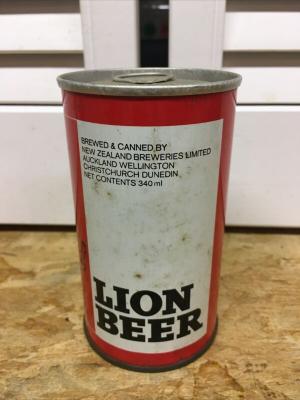 BREWED & CANNED BY
NEW ZEALAND BREWERIES LIMITED
AUCKLAND WELLINGTON
CHRISTCHURCH DUNEDIN
NET CONTENTS 340 ml
LION
BEER